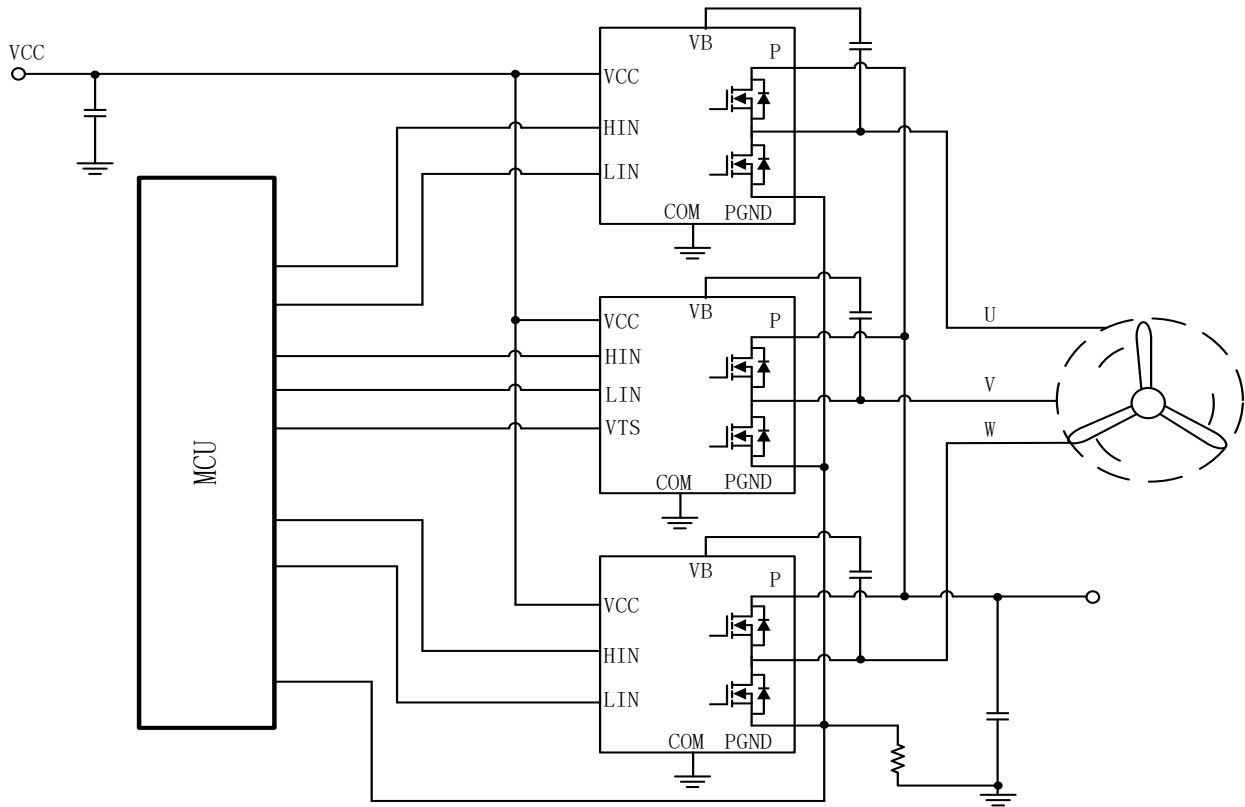 VCC
VB
P
VCC
HIN
LIN
COM
PGND
VB
P
VCC
HIN
LIN
VTS
COM
PGND
VB
P
VCC
HIN
LIN
COM
PGND
MCU
U
V
W